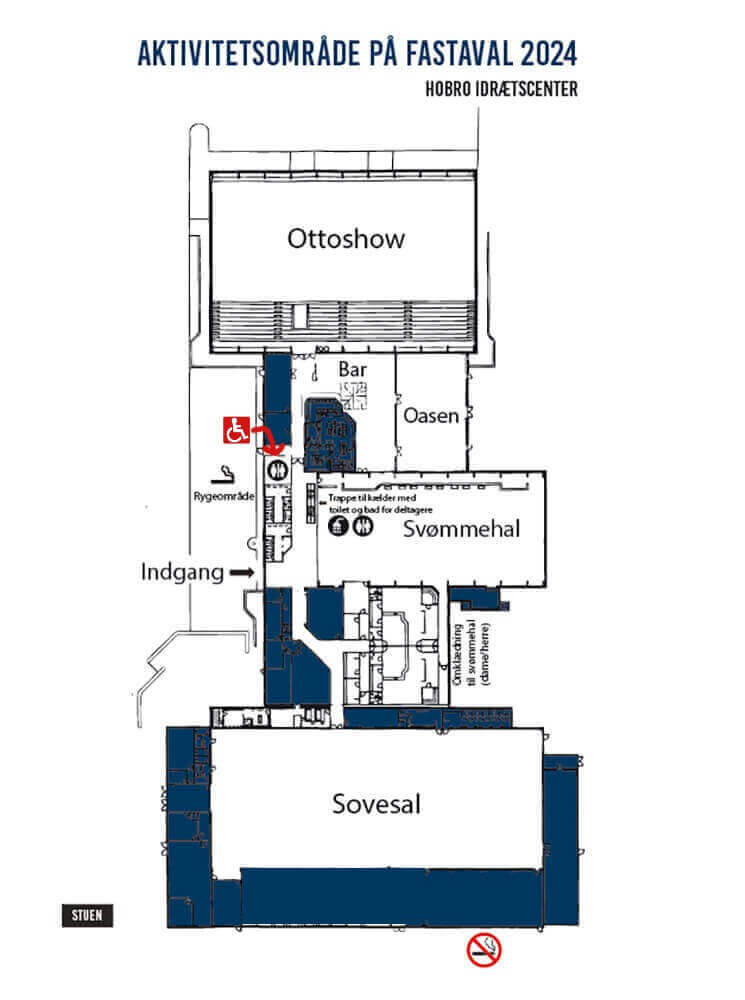 AKTIVITETSOMRÅDE PÅ FASTAVAL 2024
HOBRO IDRÆTSCENTER
Ottoshow
Bar
Oasen
Rygeområde
Trappe til kælder med
toilet og bad for deltagere
Svømmehal
Indgang
Omklædning
til svømmehal
(dame/herre)
Sovesal
STUEN